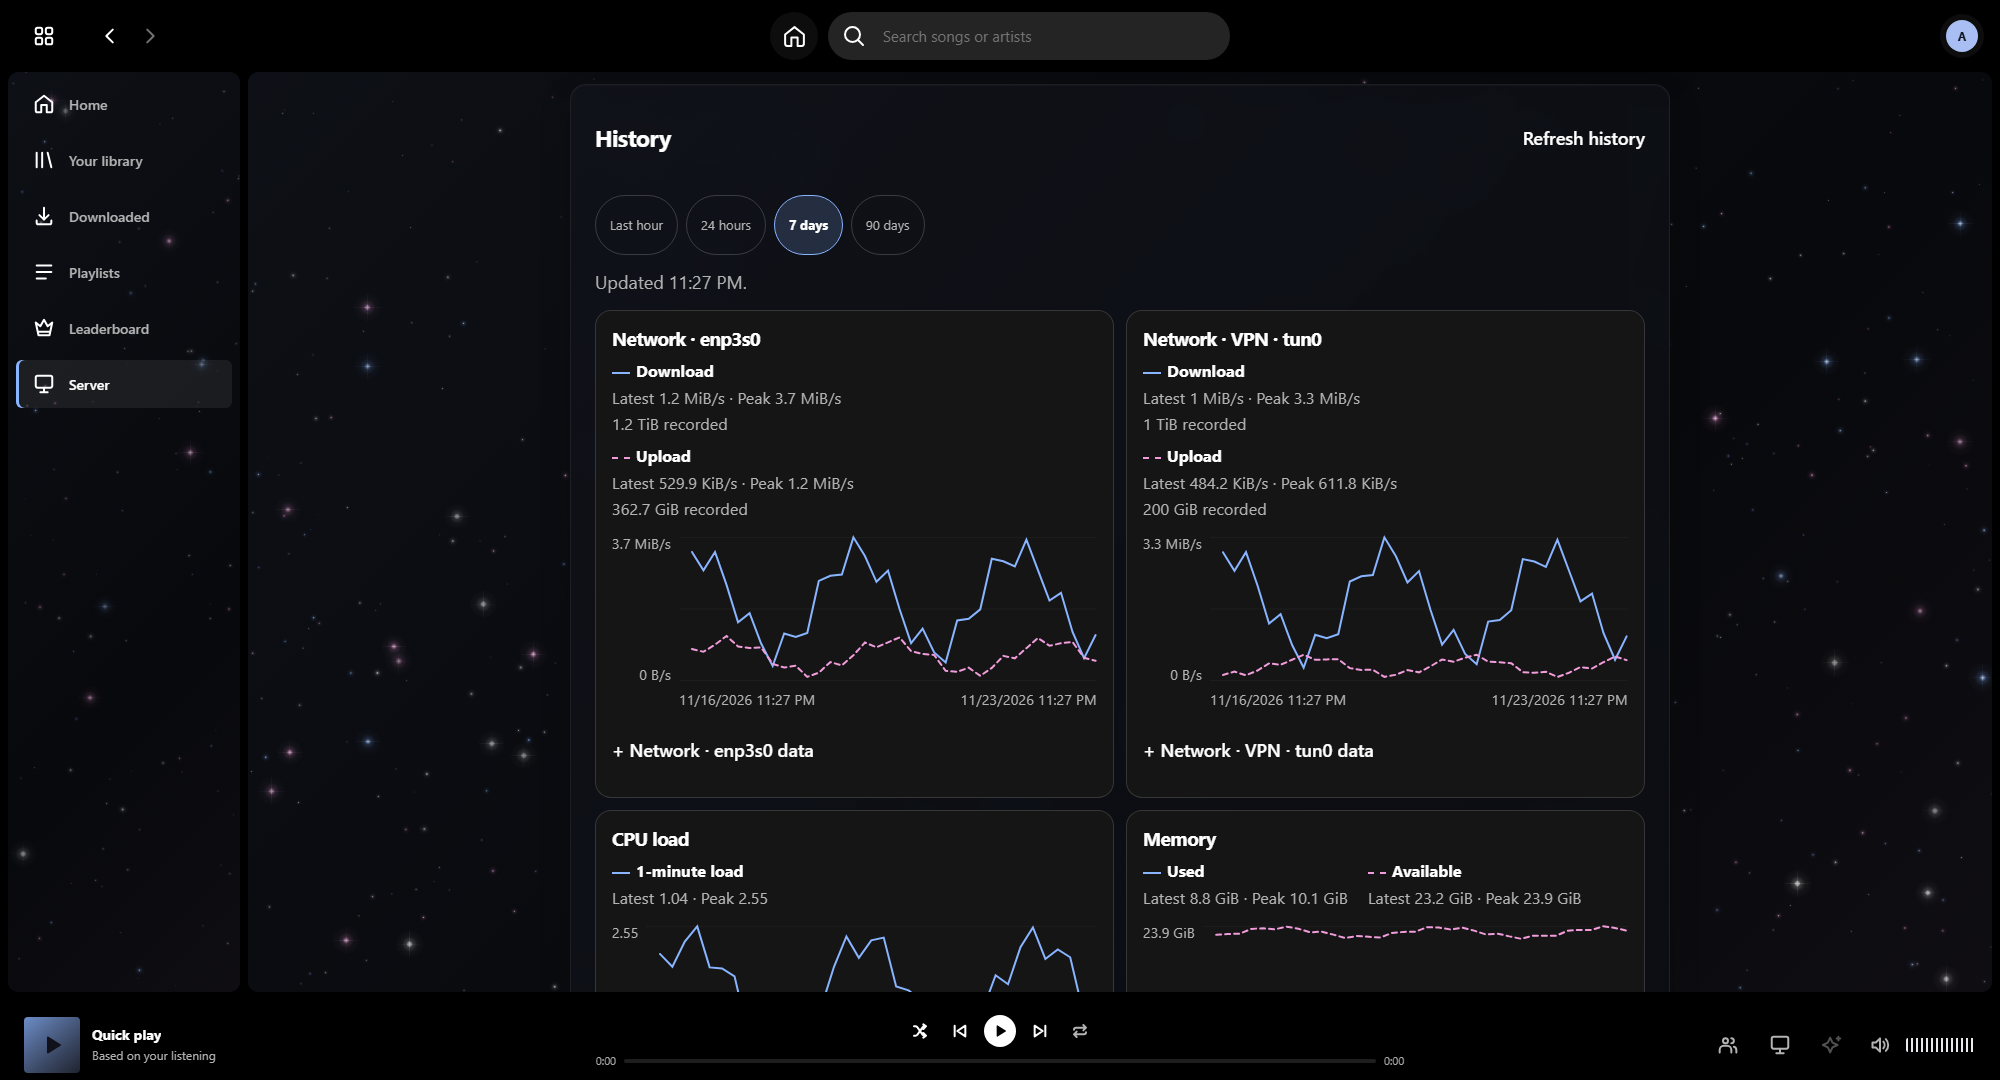 Search songs or artists
A
Home
Your library
Downloaded
Playlists
Leaderboard
Server
History
Refresh history
Last hour
24 hours
7 days
90 days
Updated 11:27 PM.
Network · enp3s0
Download
Latest 1.2 MiB/s · Peak 3.7 MiB/s
1.2 TiB recorded
Upload
Latest 529.9 KiB/s · Peak 1.2 MiB/s
362.7 GiB recorded
3.7 MiB/s
0 B/s
11/16/2026 11:27 PM
11/23/2026 11:27 PM
+ Network · enp3s0 data
Network · VPN · tun0
Download
Latest 1 MiB/s · Peak 3.3 MiB/s
1 TiB recorded
Upload
Latest 484.2 KiB/s · Peak 611.8 KiB/s
200 GiB recorded
3.3 MiB/s
0 B/s
11/16/2026 11:27 PM
11/23/2026 11:27 PM
+ Network · VPN · tun0 data
CPU load
1-minute load
Latest 1.04 · Peak 2.55
2.55
Memory
Used
Latest 8.8 GiB · Peak 10.1 GiB
Available
Latest 23.2 GiB · Peak 23.9 GiB
23.9 GiB
Quick play
Based on your listening
0:00
0:00